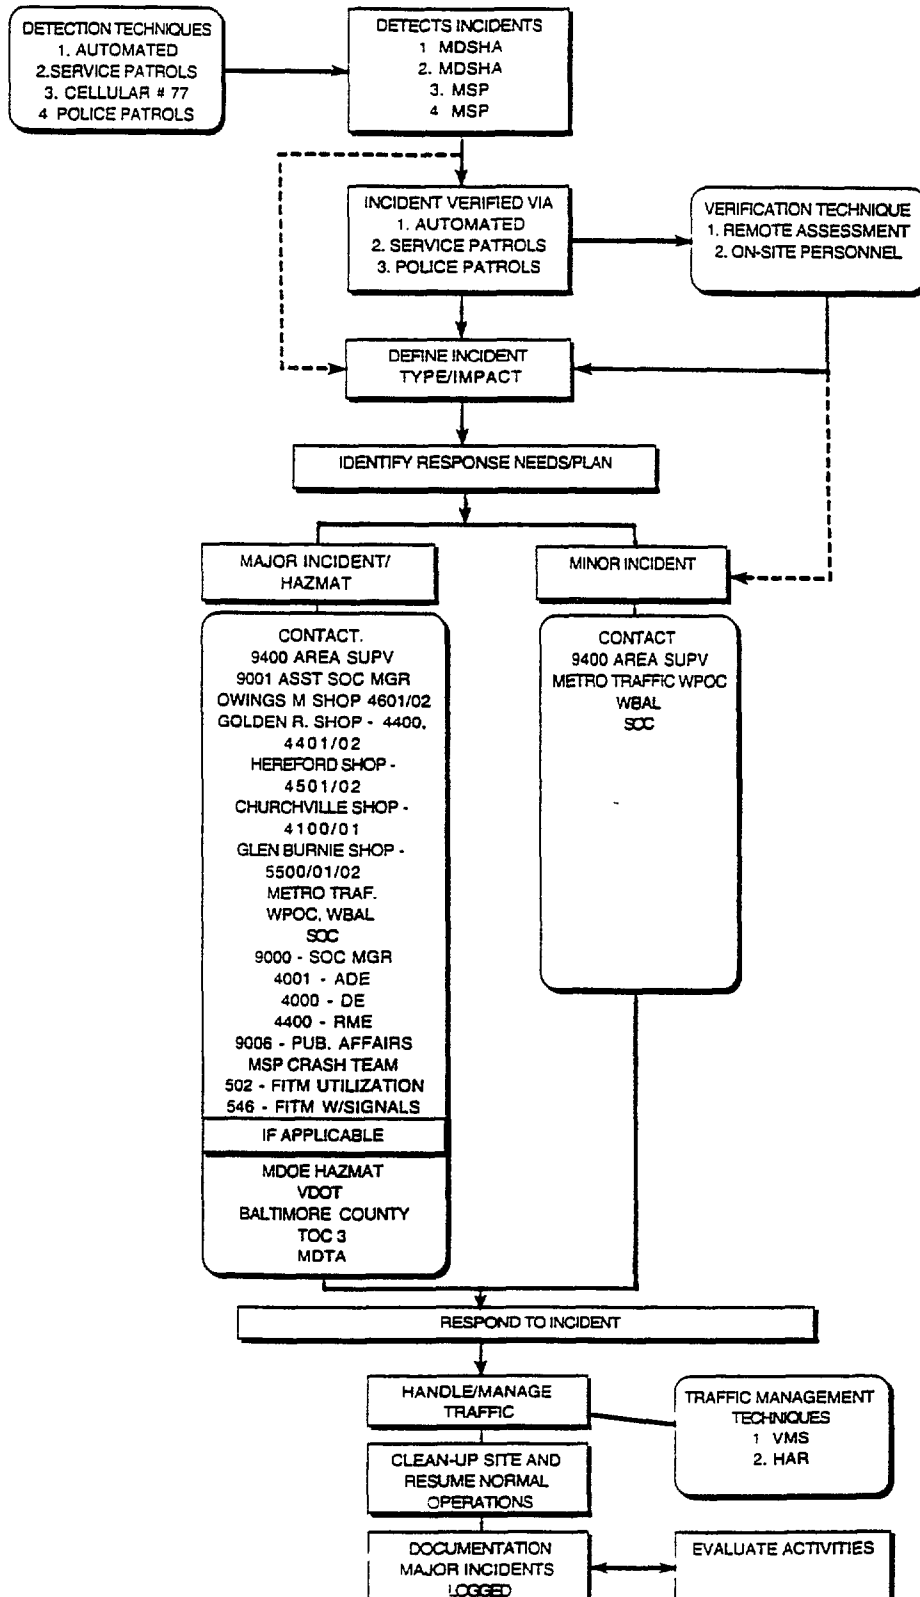 DETECTION TECHNIQUES
1. AUTOMATED
2.SERVICE PATROLS
3. CELLULAR # 77
4 POLICE PATROLS
DETECTS INCIDENTS
1 MDSHA
2. MDSHA
3. MSP
4 MSP
INCIDENT VERIFIED VIA
1. AUTOMATED
2. SERVICE PATROLS
3. POLICE PATROLS
VERIFICATION TECHNIQUE
1. REMOTE ASSESSMENT
2. ON-SITE PERSONNEL
DEFINE INCIDENT
TYPE/IMPACT
IDENTIFY RESPONSE NEEDS/PLAN
MAJOR INCIDENT/
HAZMAT
MINOR INCIDENT
CONTACT.
9400 AREA SUPV
9001 ASST SOC MGR
OWINGS M SHOP 4601/02
GOLDEN R. SHOP - 4400,
4401/02
HEREFORD SHOP -
4501/02
CHURCHVILLE SHOP -
4100/01
GLEN BURNIE SHOP -
5500/01/02
METRO TRAF.
WPOC, WBAL
SOC
9000 - SOC MGR
4001 - ADE
4000 - DE
4400 - RME
9006 - PUB. AFFAIRS
MSP CRASH TEAM
502 - FITM UTILIZATION
546 - FITM W/SIGNALS
IF APPLICABLE
MDOE HAZMAT
VDOT
BALTIMORE COUNTY
TOC 3
MDTA
CONTACT
9400 AREA SUPV
METRO TRAFFIC WPOC
WBAL
SOC
RESPOND TO INCIDENT
HANDLE/MANAGE
TRAFFIC
TRAFFIC MANAGEMENT
TECHNIQUES
1 VMS
2. HAR
CLEAN-UP SITE AND
RESUME NORMAL
OPERATIONS
DOCUMENTATION
MAJOR INCIDENTS
LOGGED
EVALUATE ACTIVITIES